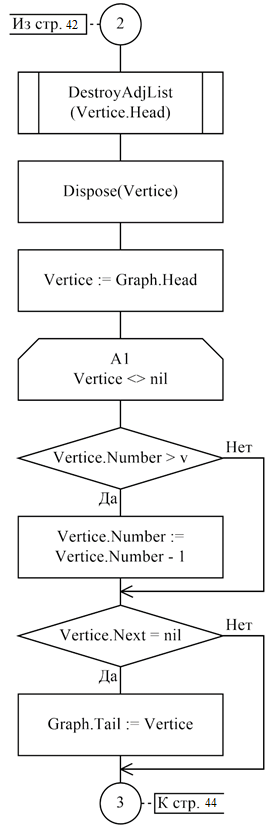 Из стр. 42
2
DestroyAdjList
(Vertice.Head)
Dispose(Vertice)
Vertice := Graph.Head
A1
Vertice <> nil
Vertice.Number > v
Нет
Да
Vertice.Number :=
Vertice.Number - 1
Vertice.Next = nil
Нет
Да
Graph.Tail := Vertice
3
К стр. 44